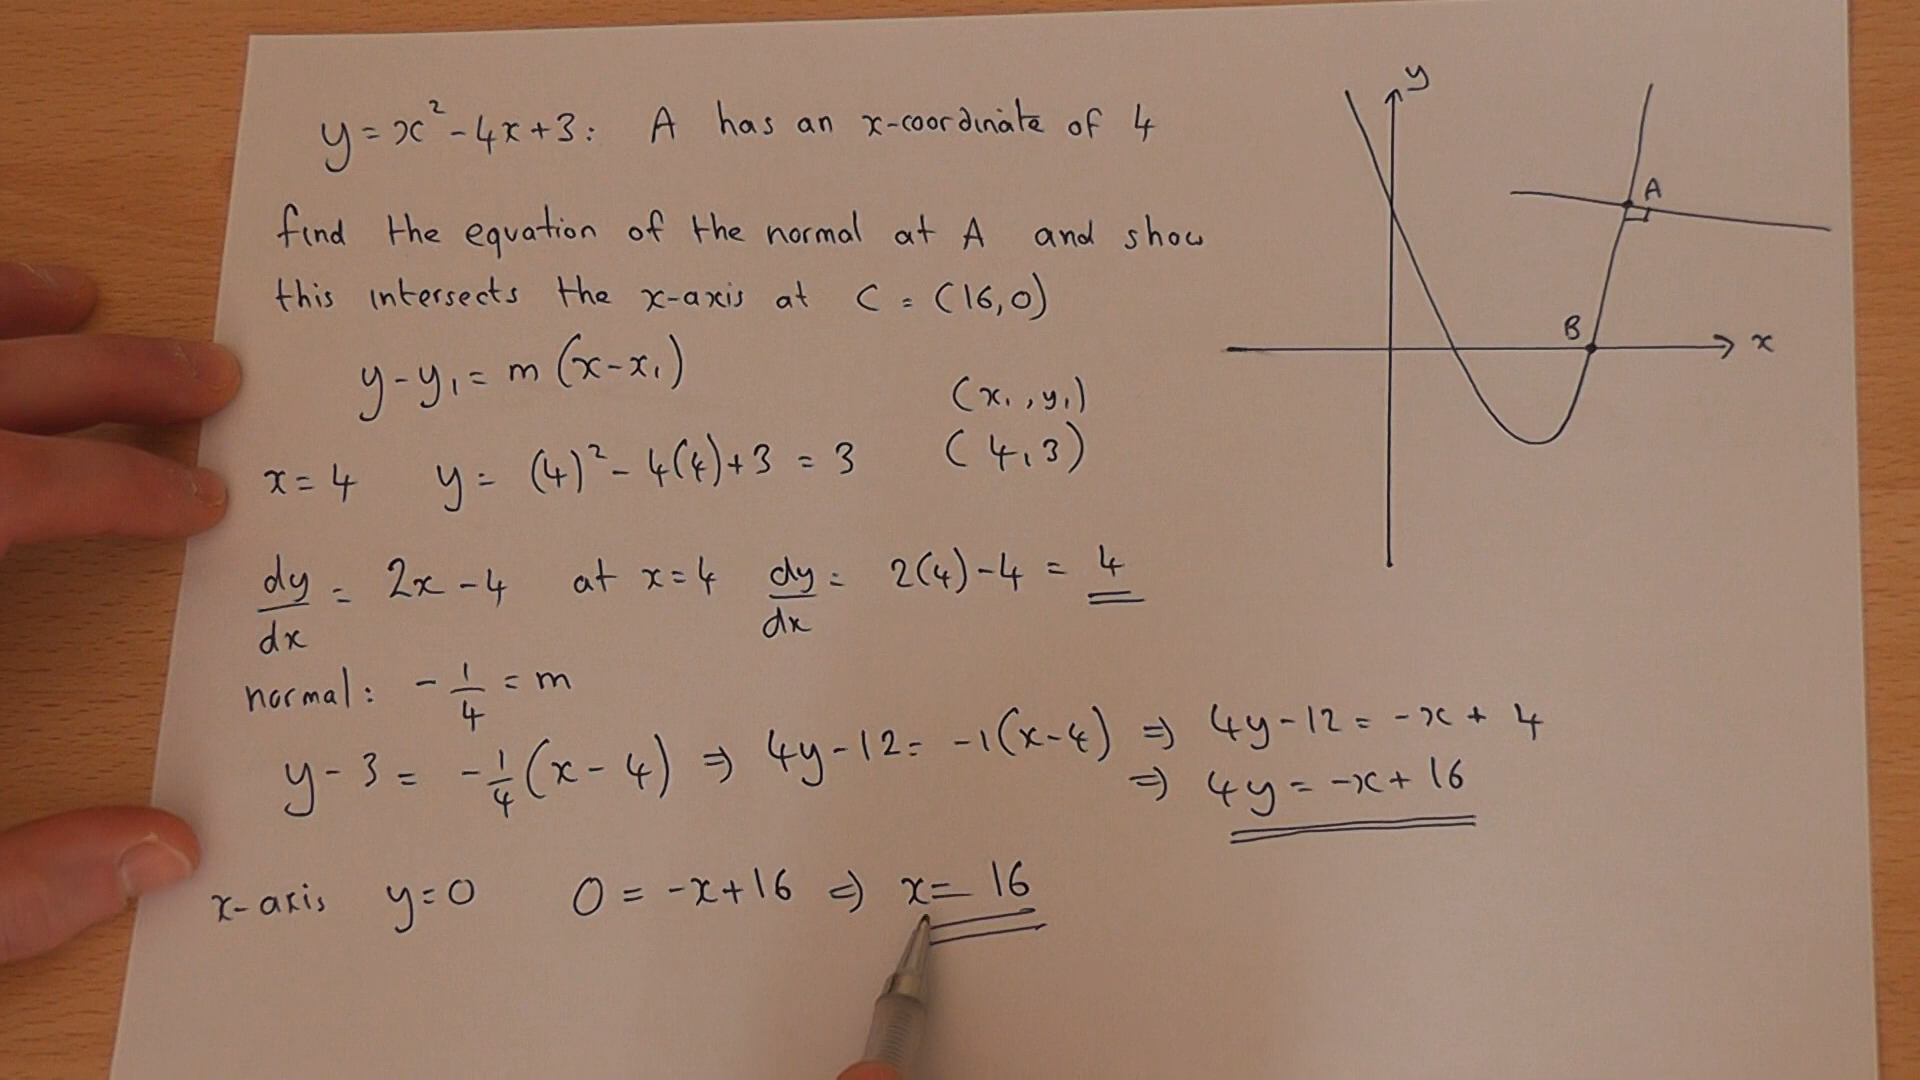 y = x² - 4x + 3 : A has an x-coordinate of 4
find the equation of the normal at A and show
this intersects the x-axis at C = (16,0)
y - y₁ = m (x - x₁)
(x₁, y₁)
x = 4 y = (4)² - 4(4) + 3 = 3
(4, 3)
dy/dx = 2x - 4 at x = 4 dy/dx = 2(4) - 4 = 4
normal: - 1/4 = m
y - 3 = - 1/4 (x - 4) ⇒ 4y - 12 = -1(x - 4) ⇒ 4y - 12 = -x + 4
⇒ 4y = -x + 16
x-axis y = 0 0 = -x + 16 ⇒ x = 16
y
A
B
x